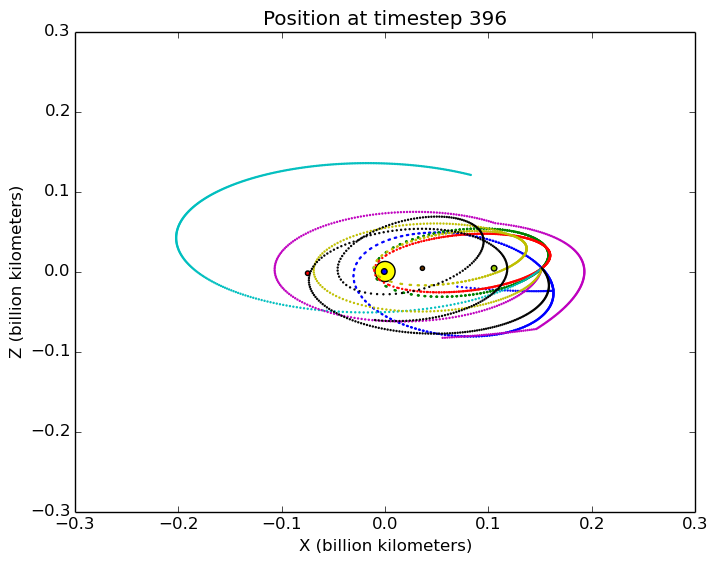 Position at timestep 396
0.3
0.2
0.1
0.0
−0.1
−0.2
−0.3
Z (billion kilometers)
−0.3 −0.2 −0.1 0.0 0.1 0.2 0.3
X (billion kilometers)